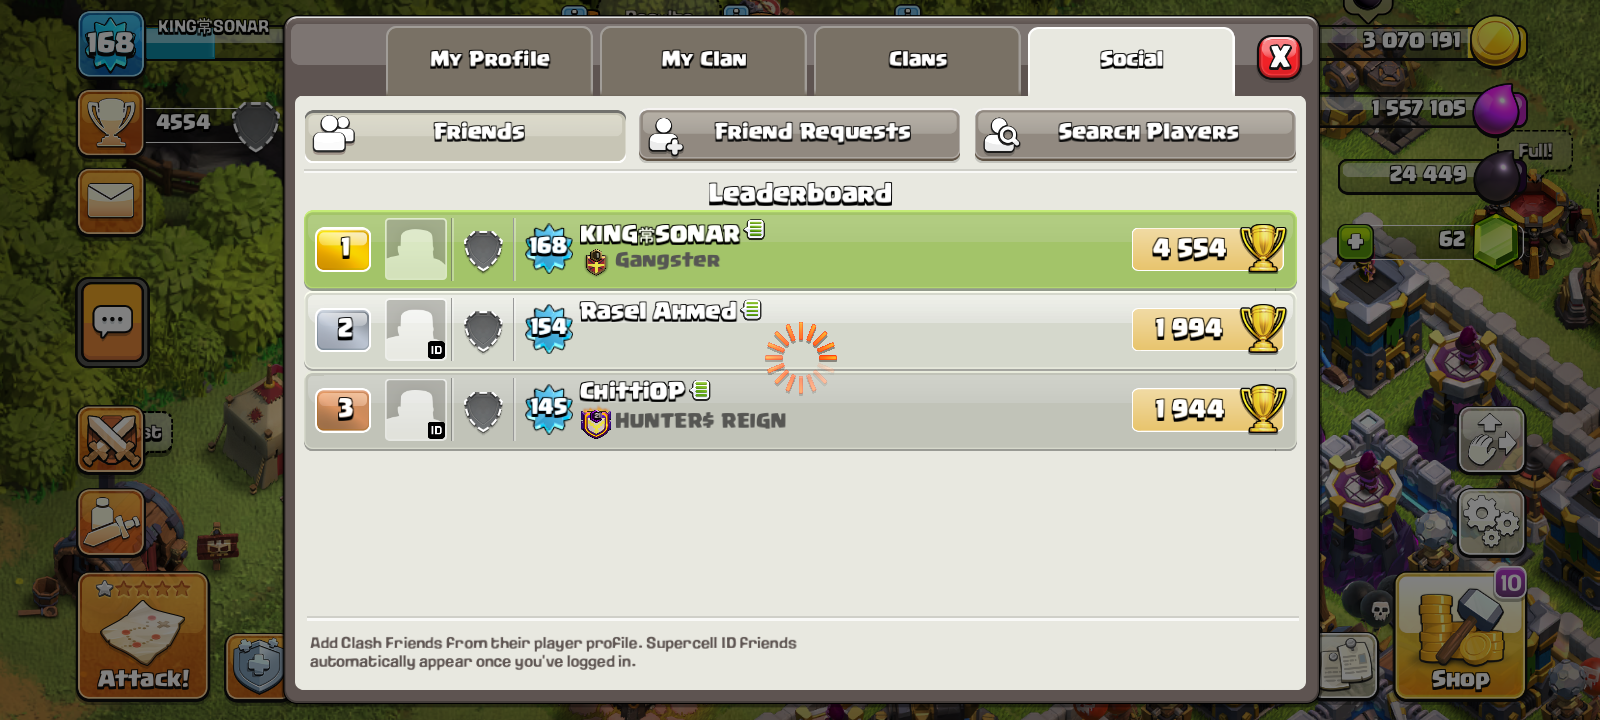 168
KING常SONAR
My Profile
My Clan
Clans
Social
X
3 070 191
4554
Friends
Friend Requests
Search Players
1 557 105
Full!
24 449
Leaderboard
1
168
KING常SONAR
Gangster
4 554
62
2
ID
154
Rasel Ahmed
1 994
3
ID
145
ChittiOP
HUNTER$ REIGN
1 944
st
10
Add Clash Friends from their player profile. Supercell ID friends
automatically appear once you've logged in.
Attack!
Shop